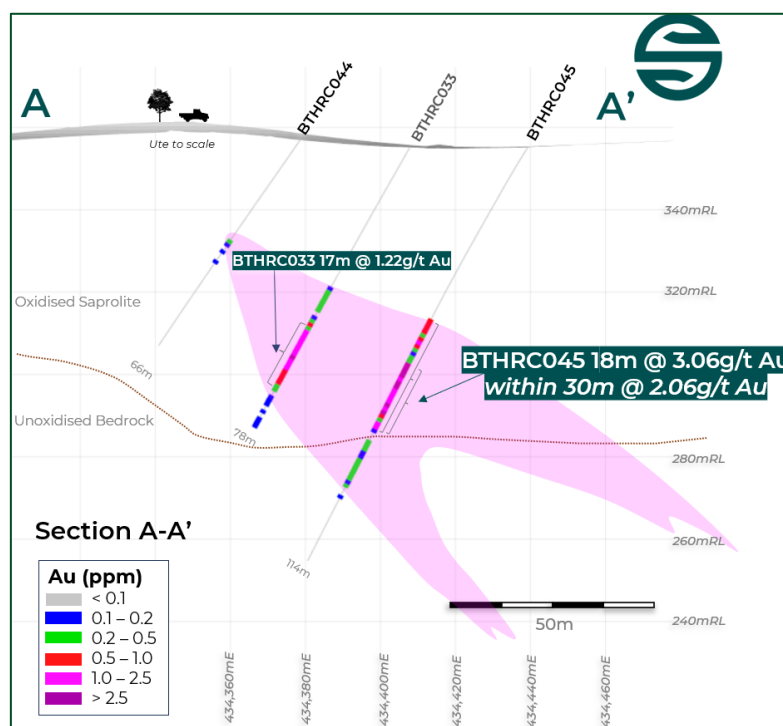 A
BTHRC044
BTHRC033
BTHRC045
A'
Ute to scale
340mRL
BTHRC033 17m @ 1.22g/t Au
320mRL
Oxidised Saprolite
BTHRC045 18m @ 3.06g/t Au
within 30m @ 2.06g/t Au
66m
Unoxidised Bedrock
78m
280mRL
Section A-A'
260mRL
114m
Au (ppm)
< 0.1
0.1 – 0.2
0.2 – 0.5
0.5 – 1.0
1.0 – 2.5
> 2.5
50m
240mRL
434,360mE
434,380mE
434,400mE
434,420mE
434,440mE
434,460mE